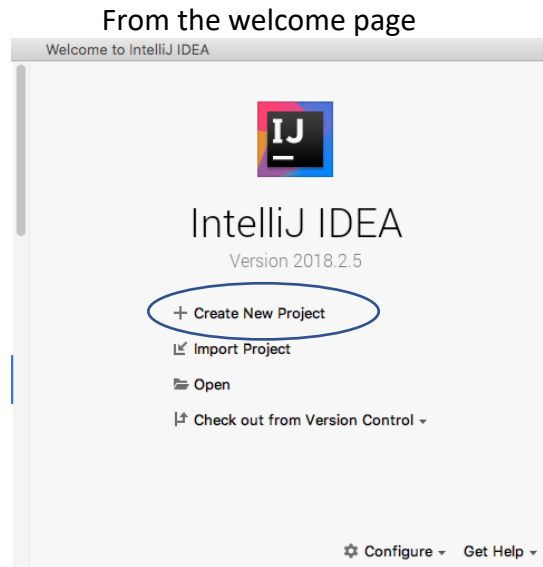 From the welcome page
Welcome to IntelliJ IDEA
IJ
IntelliJ IDEA
Version 2018.2.5
Create New Project
Import Project
Open
Check out from Version Control
Configure Get Help